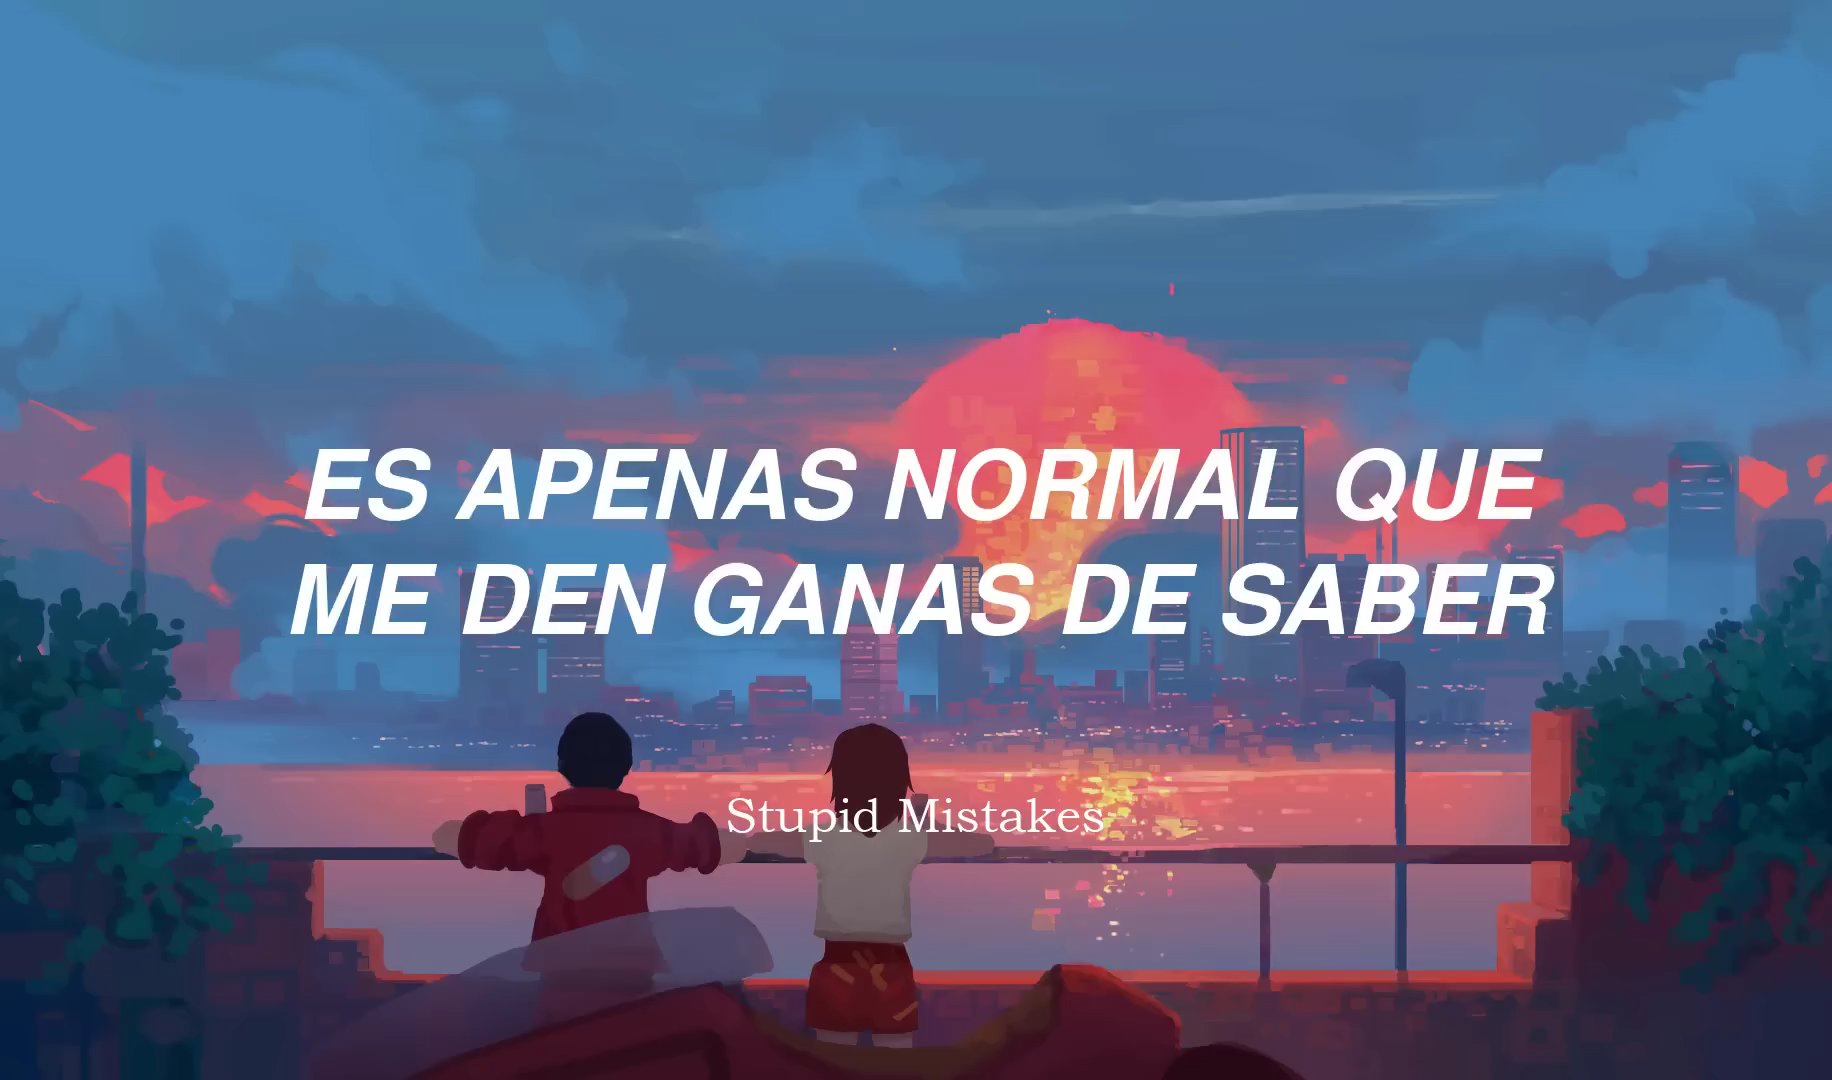 ES APENAS NORMAL QUE
ME DEN GANAS DE SABER
Stupid Mistakes